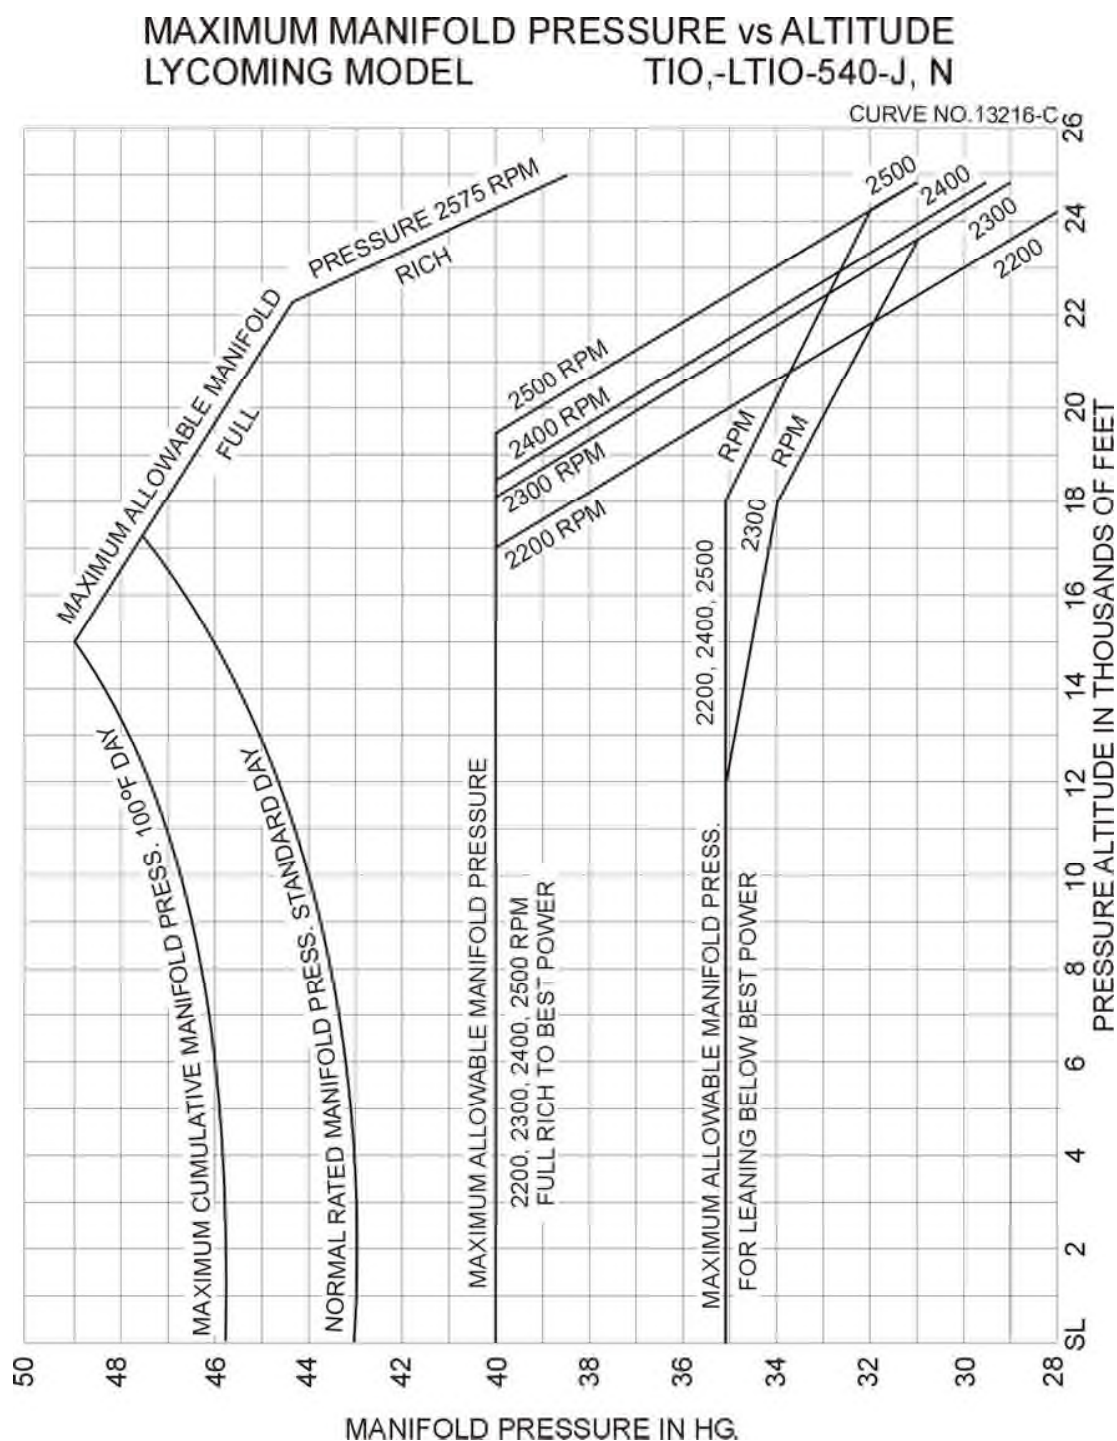 MAXIMUM MANIFOLD PRESSURE vs ALTITUDE
LYCOMING MODEL TIO,-LTIO-540-J, N
CURVE NO.13216-C
MAXIMUM ALLOWABLE MANIFOLD
PRESSURE 2575 RPM
FULL
RICH
2500
2400
2300
2200
2500 RPM
2400 RPM
2300 RPM
2200 RPM
RPM
RPM
2200, 2400, 2500
2300
MAXIMUM CUMULATIVE MANIFOLD PRESS. 100°F DAY
NORMAL RATED MANIFOLD PRESS. STANDARD DAY
MAXIMUM ALLOWABLE MANIFOLD PRESSURE
2200, 2300, 2400, 2500 RPM
FULL RICH TO BEST POWER
MAXIMUM ALLOWABLE MANIFOLD PRESS.
FOR LEANING BELOW BEST POWER
26
24
22
20
18
16
14
12
10
8
6
4
2
SL
PRESSURE ALTITUDE IN THOUSANDS OF FEET
50 48 46 44 42 40 38 36 34 32 30 28
MANIFOLD PRESSURE IN HG.